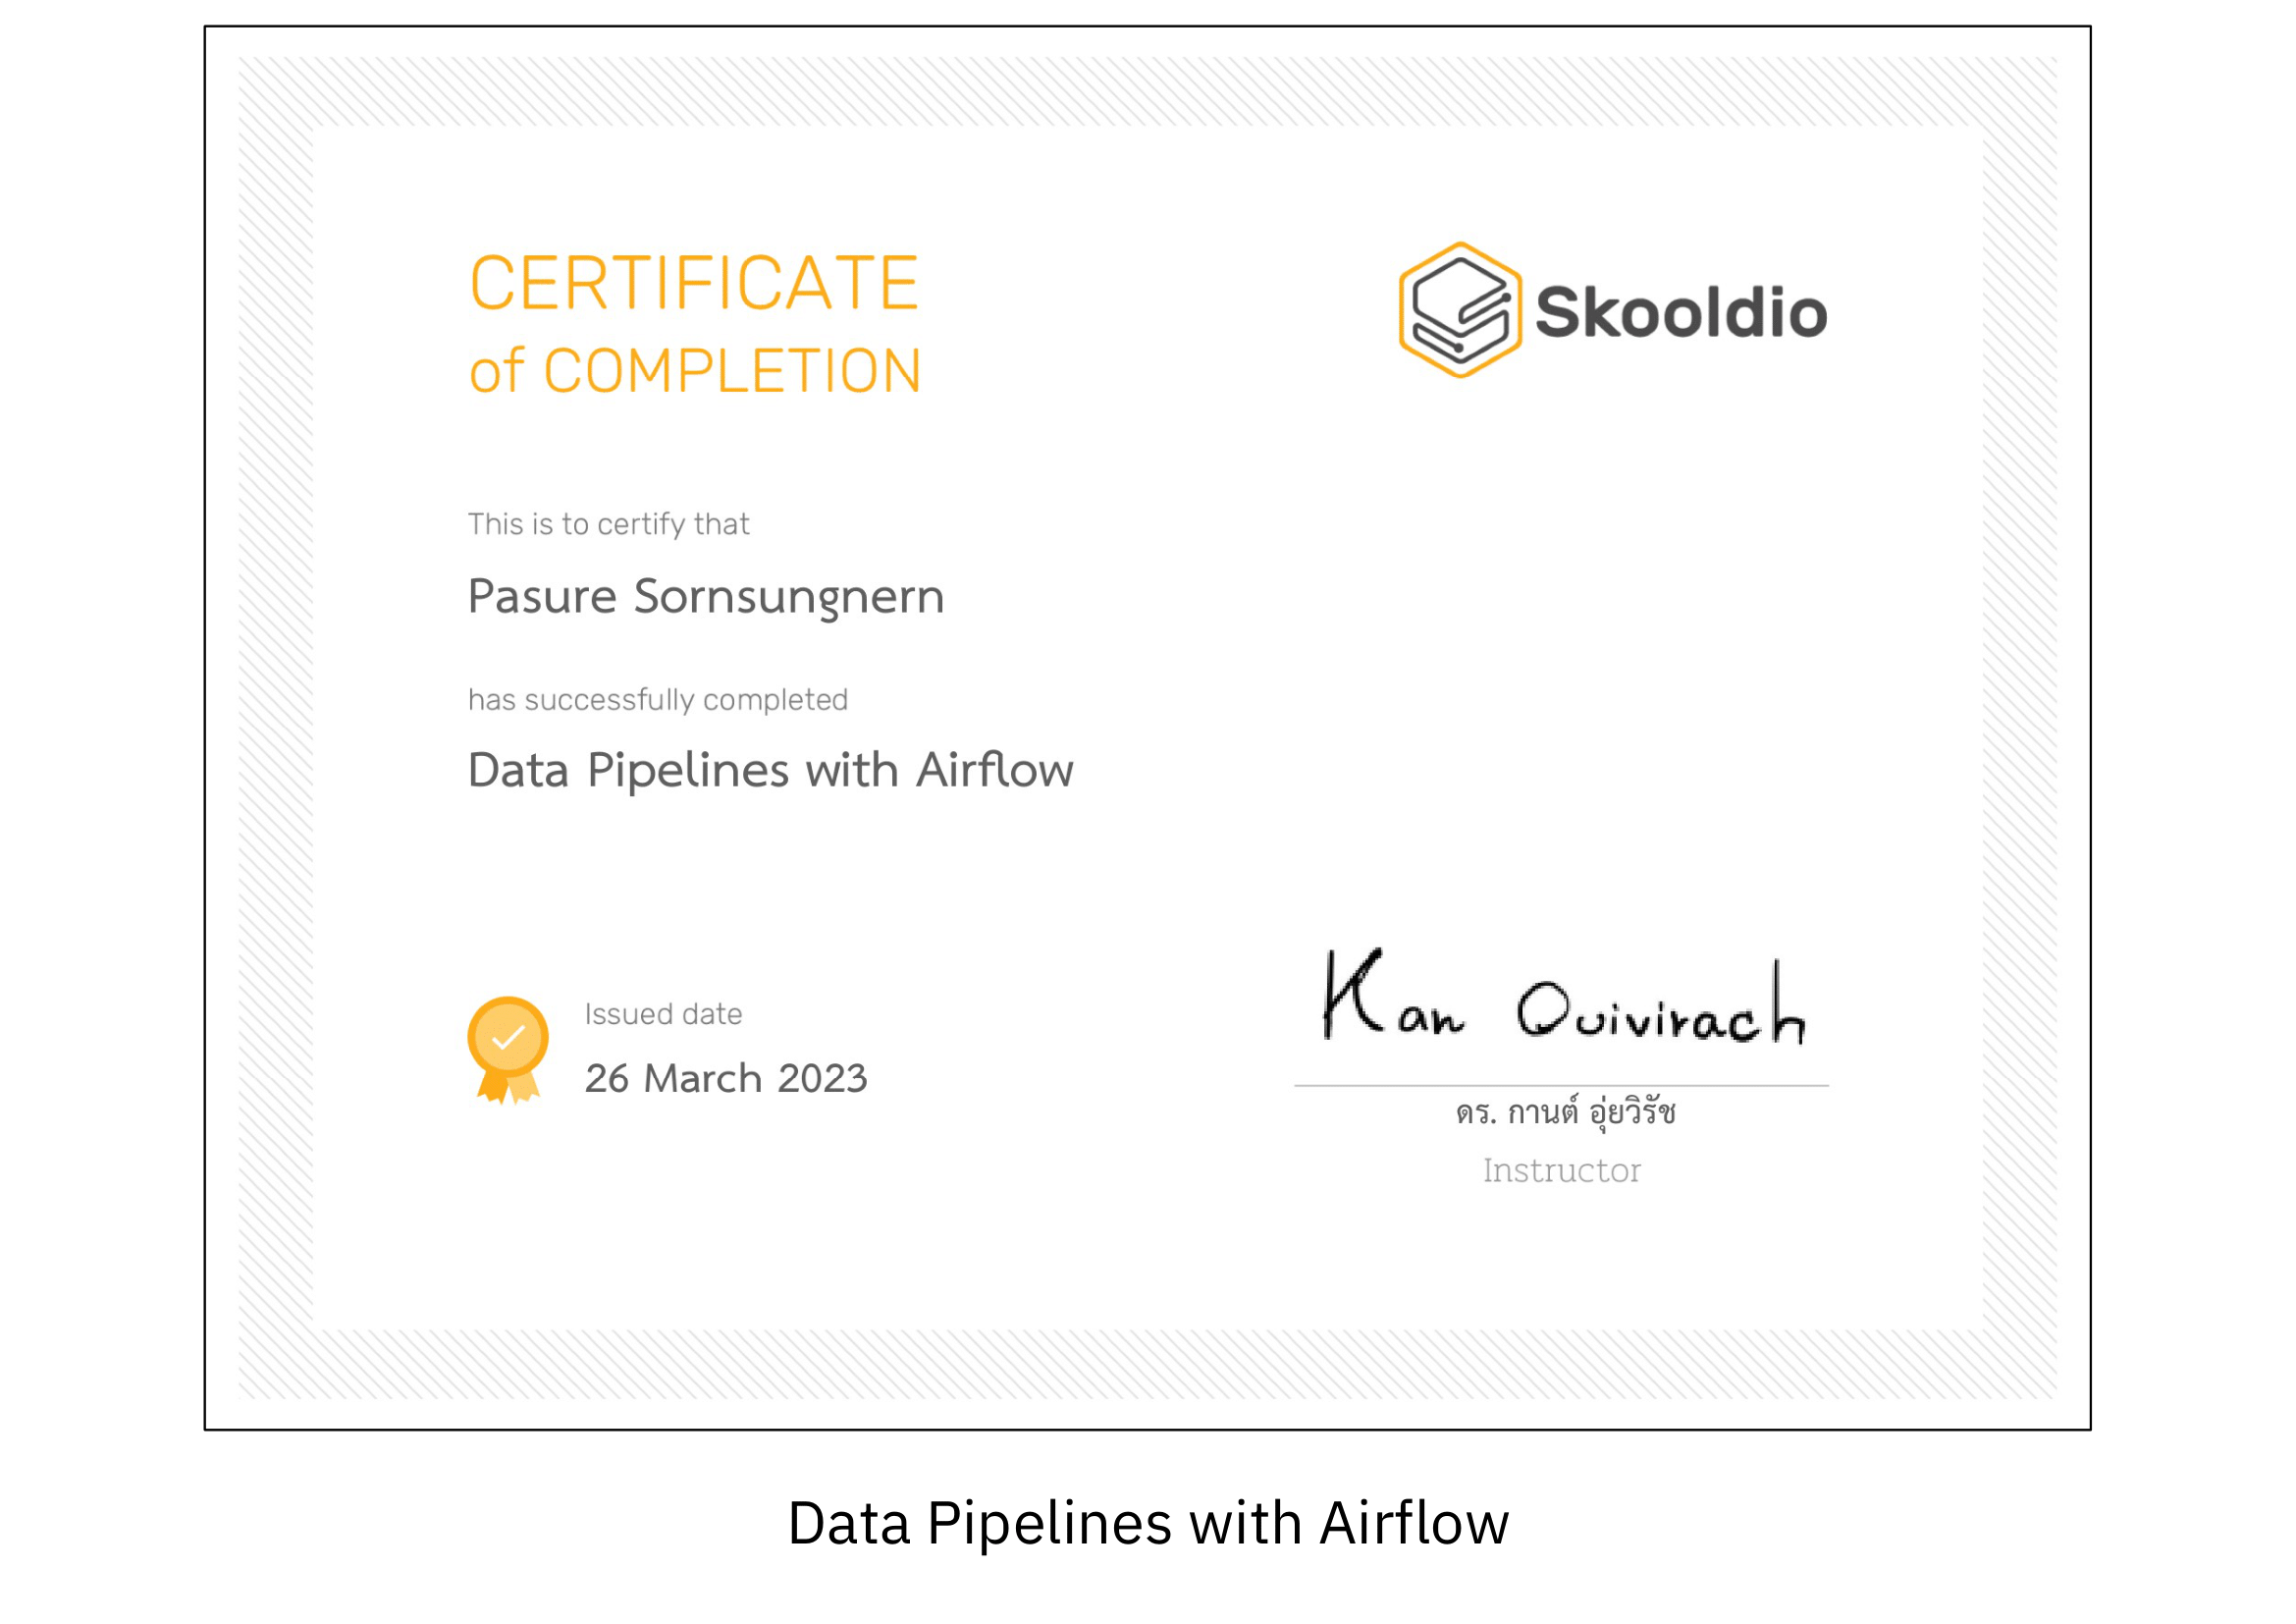 CERTIFICATE
of COMPLETION
Skooldio
This is to certify that
Pasure Sornsungnern
has successfully completed
Data Pipelines with Airflow
Issued date
26 March 2023
Kan Ouivirach
ดร. กานต์ อุ่ยวิรัช
Instructor
Data Pipelines with Airflow